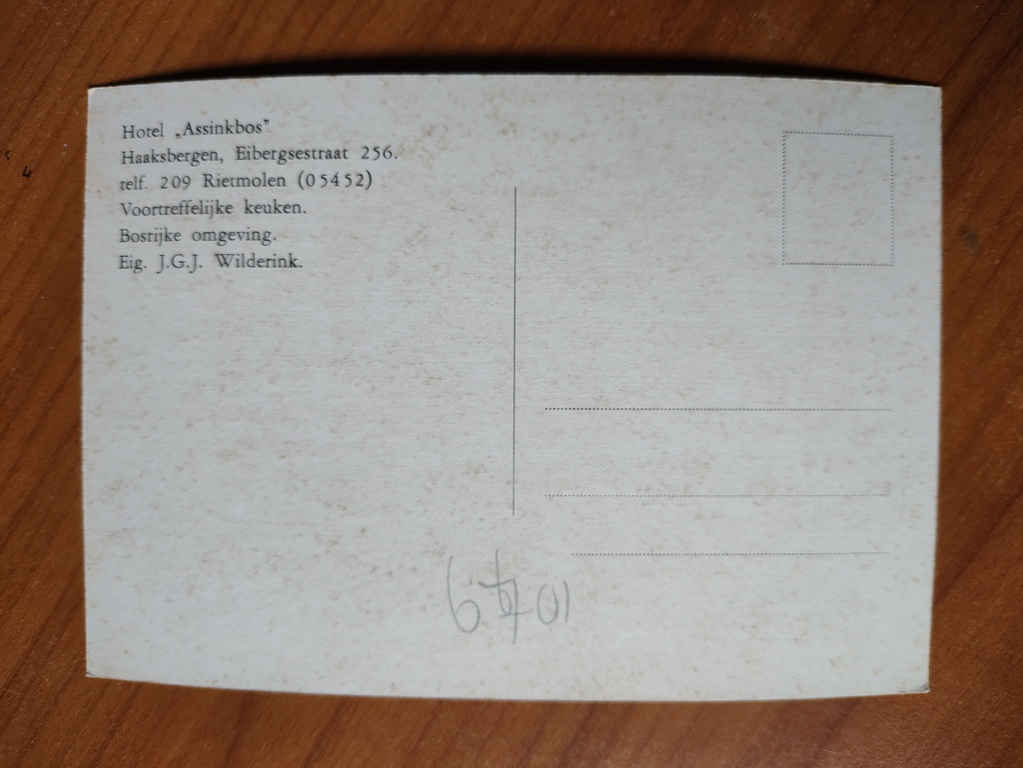 Hotel „Assinkbos”
Haaksbergen, Eibergsestraat 256.
telf. 209 Rietmolen (05452)
Voortreffelijke keuken.
Bosrijke omgeving.
Eig. J.G.J. Wilderink.